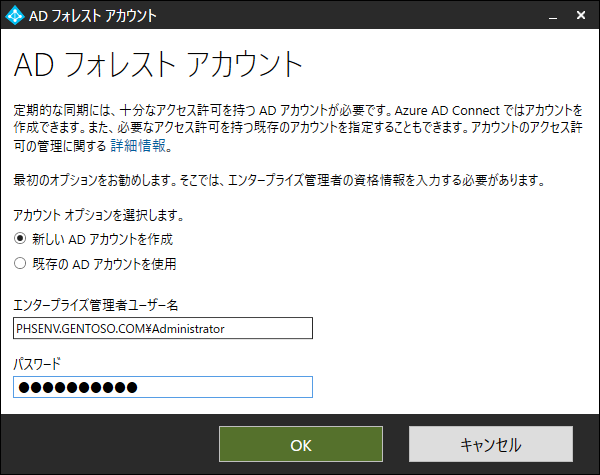 AD フォレスト アカウント
AD フォレスト アカウント
定期的な同期には、十分なアクセス許可を持つ AD アカウントが必要です。Azure AD Connect ではアカウントを
作成できます。また、必要なアクセス許可を持つ既存のアカウントを指定することもできます。アカウントのアクセス許
可の管理に関する 詳細情報。
最初のオプションをお勧めします。そこでは、エンタープライズ管理者の資格情報を入力する必要があります。
アカウント オプションを選択します。
新しい AD アカウントを作成
既存の AD アカウントを使用
エンタープライズ管理者ユーザー名
PHSENV.GENTOSO.COM¥Administrator
パスワード
●●●●●●●●●●
OK
キャンセル